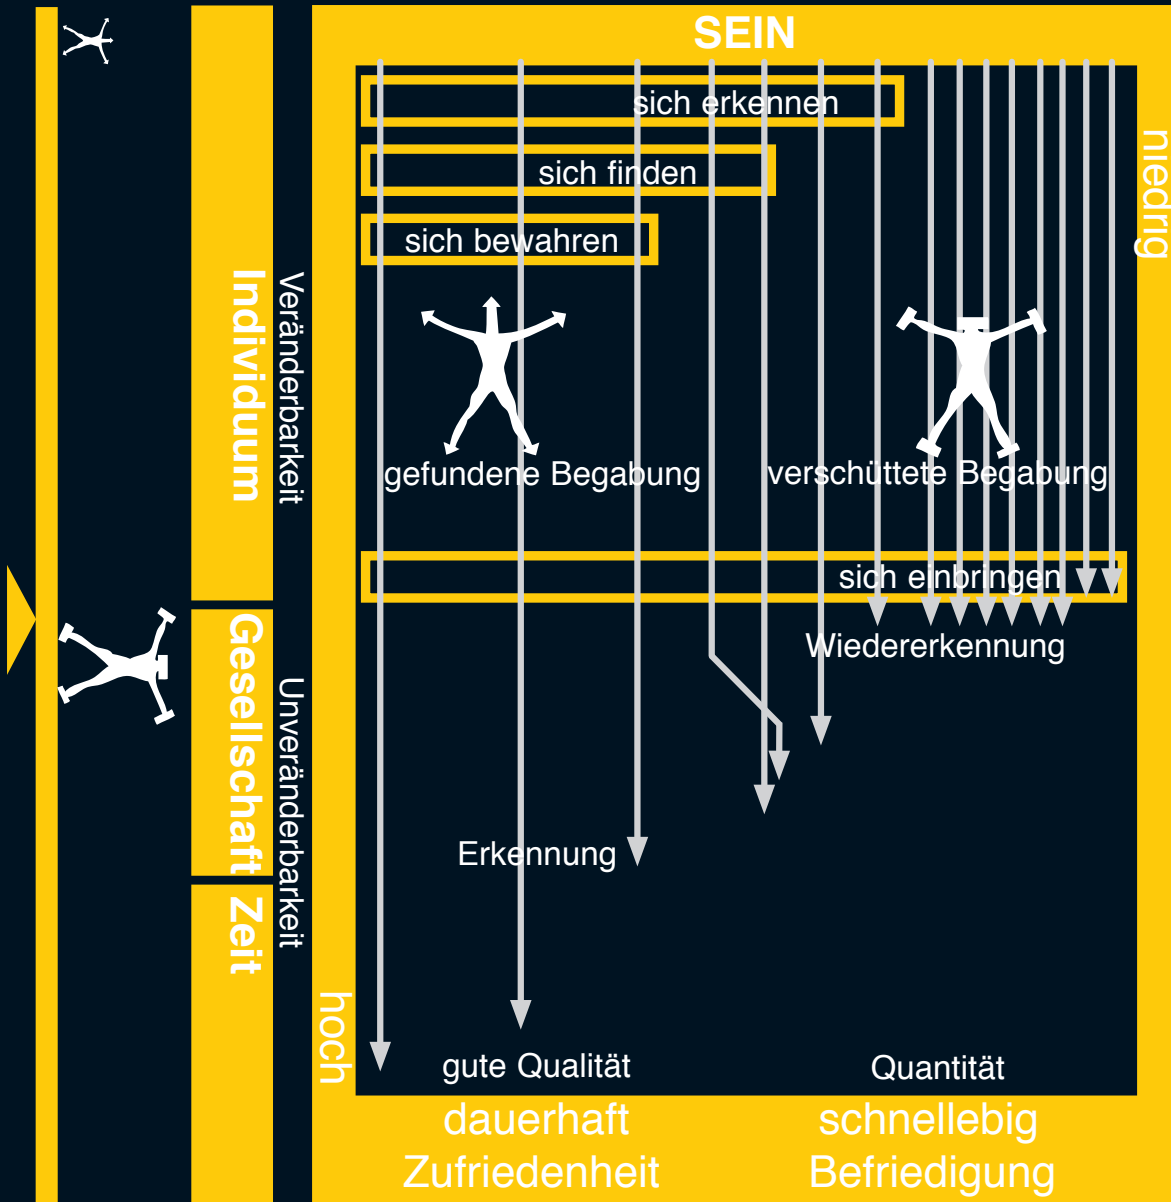 SEIN
sich erkennen
sich finden
sich bewahren
niedrig
Individuum
Veränderbarkeit
gefundene Begabung
verschüttete Begabung
sich einbringen
Wiedererkennung
Gesellschaft
Unveränderbarkeit
Erkennung
Zeit
hoch
gute Qualität
Quantität
dauerhaft
schnellebig
Zufriedenheit
Befriedigung